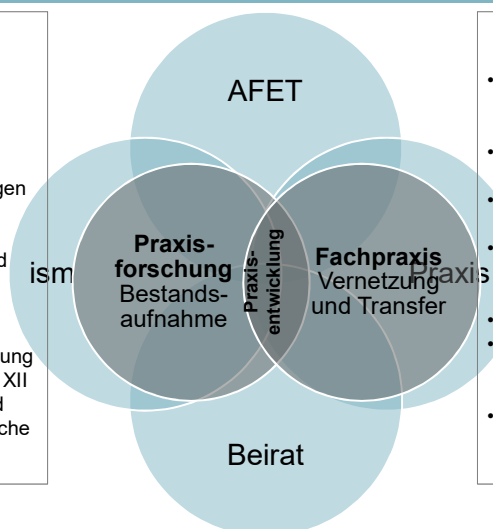 AFET
gen
d
ism
Praxis-
forschung
Bestands-
aufnahme
Praxis-
entwicklung
Fachpraxis
Vernetzung
und Transfer
Praxis
ung
XII
d
che
Beirat